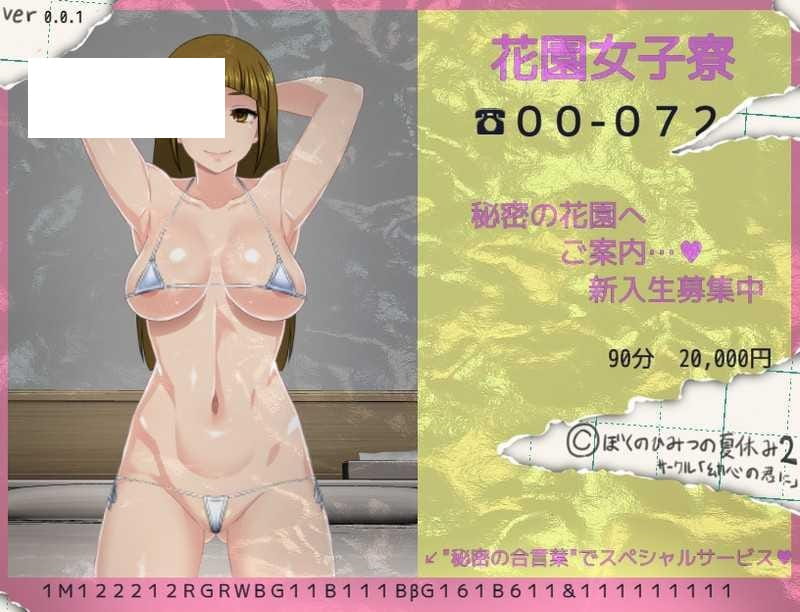 ver 0.0.1
花園女子寮
☎00-072
秘密の花園へ
ご案内…♥
新入生募集中
90分 20,000円
©ぼくのひみつの夏休み2
サークル「幼心の君に」
↙"秘密の合言葉"でスペシャルサービス♥
1M122212RGRWBG11B111BβG161B611&1111111111